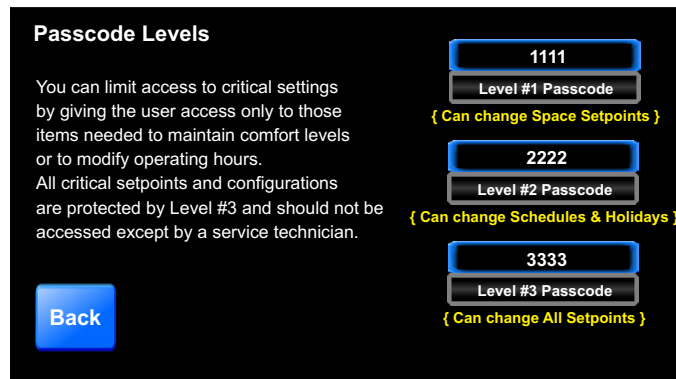 Passcode Levels
You can limit access to critical settings
by giving the user access only to those
items needed to maintain comfort levels
or to modify operating hours.
All critical setpoints and configurations
are protected by Level #3 and should not be
accessed except by a service technician.
Back
1111
Level #1 Passcode
{ Can change Space Setpoints }
2222
Level #2 Passcode
{ Can change Schedules & Holidays }
3333
Level #3 Passcode
{ Can change All Setpoints }